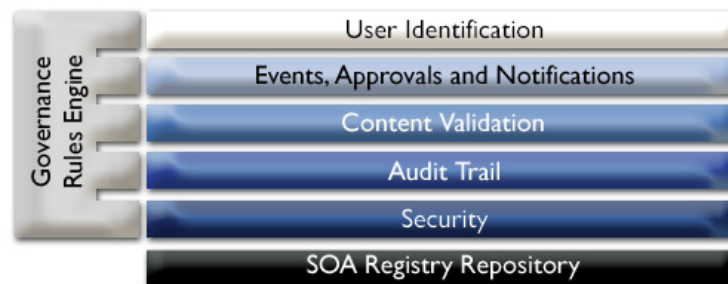 Governance
Rules Engine
User Identification
Events, Approvals and Notifications
Content Validation
Audit Trail
Security
SOA Registry Repository